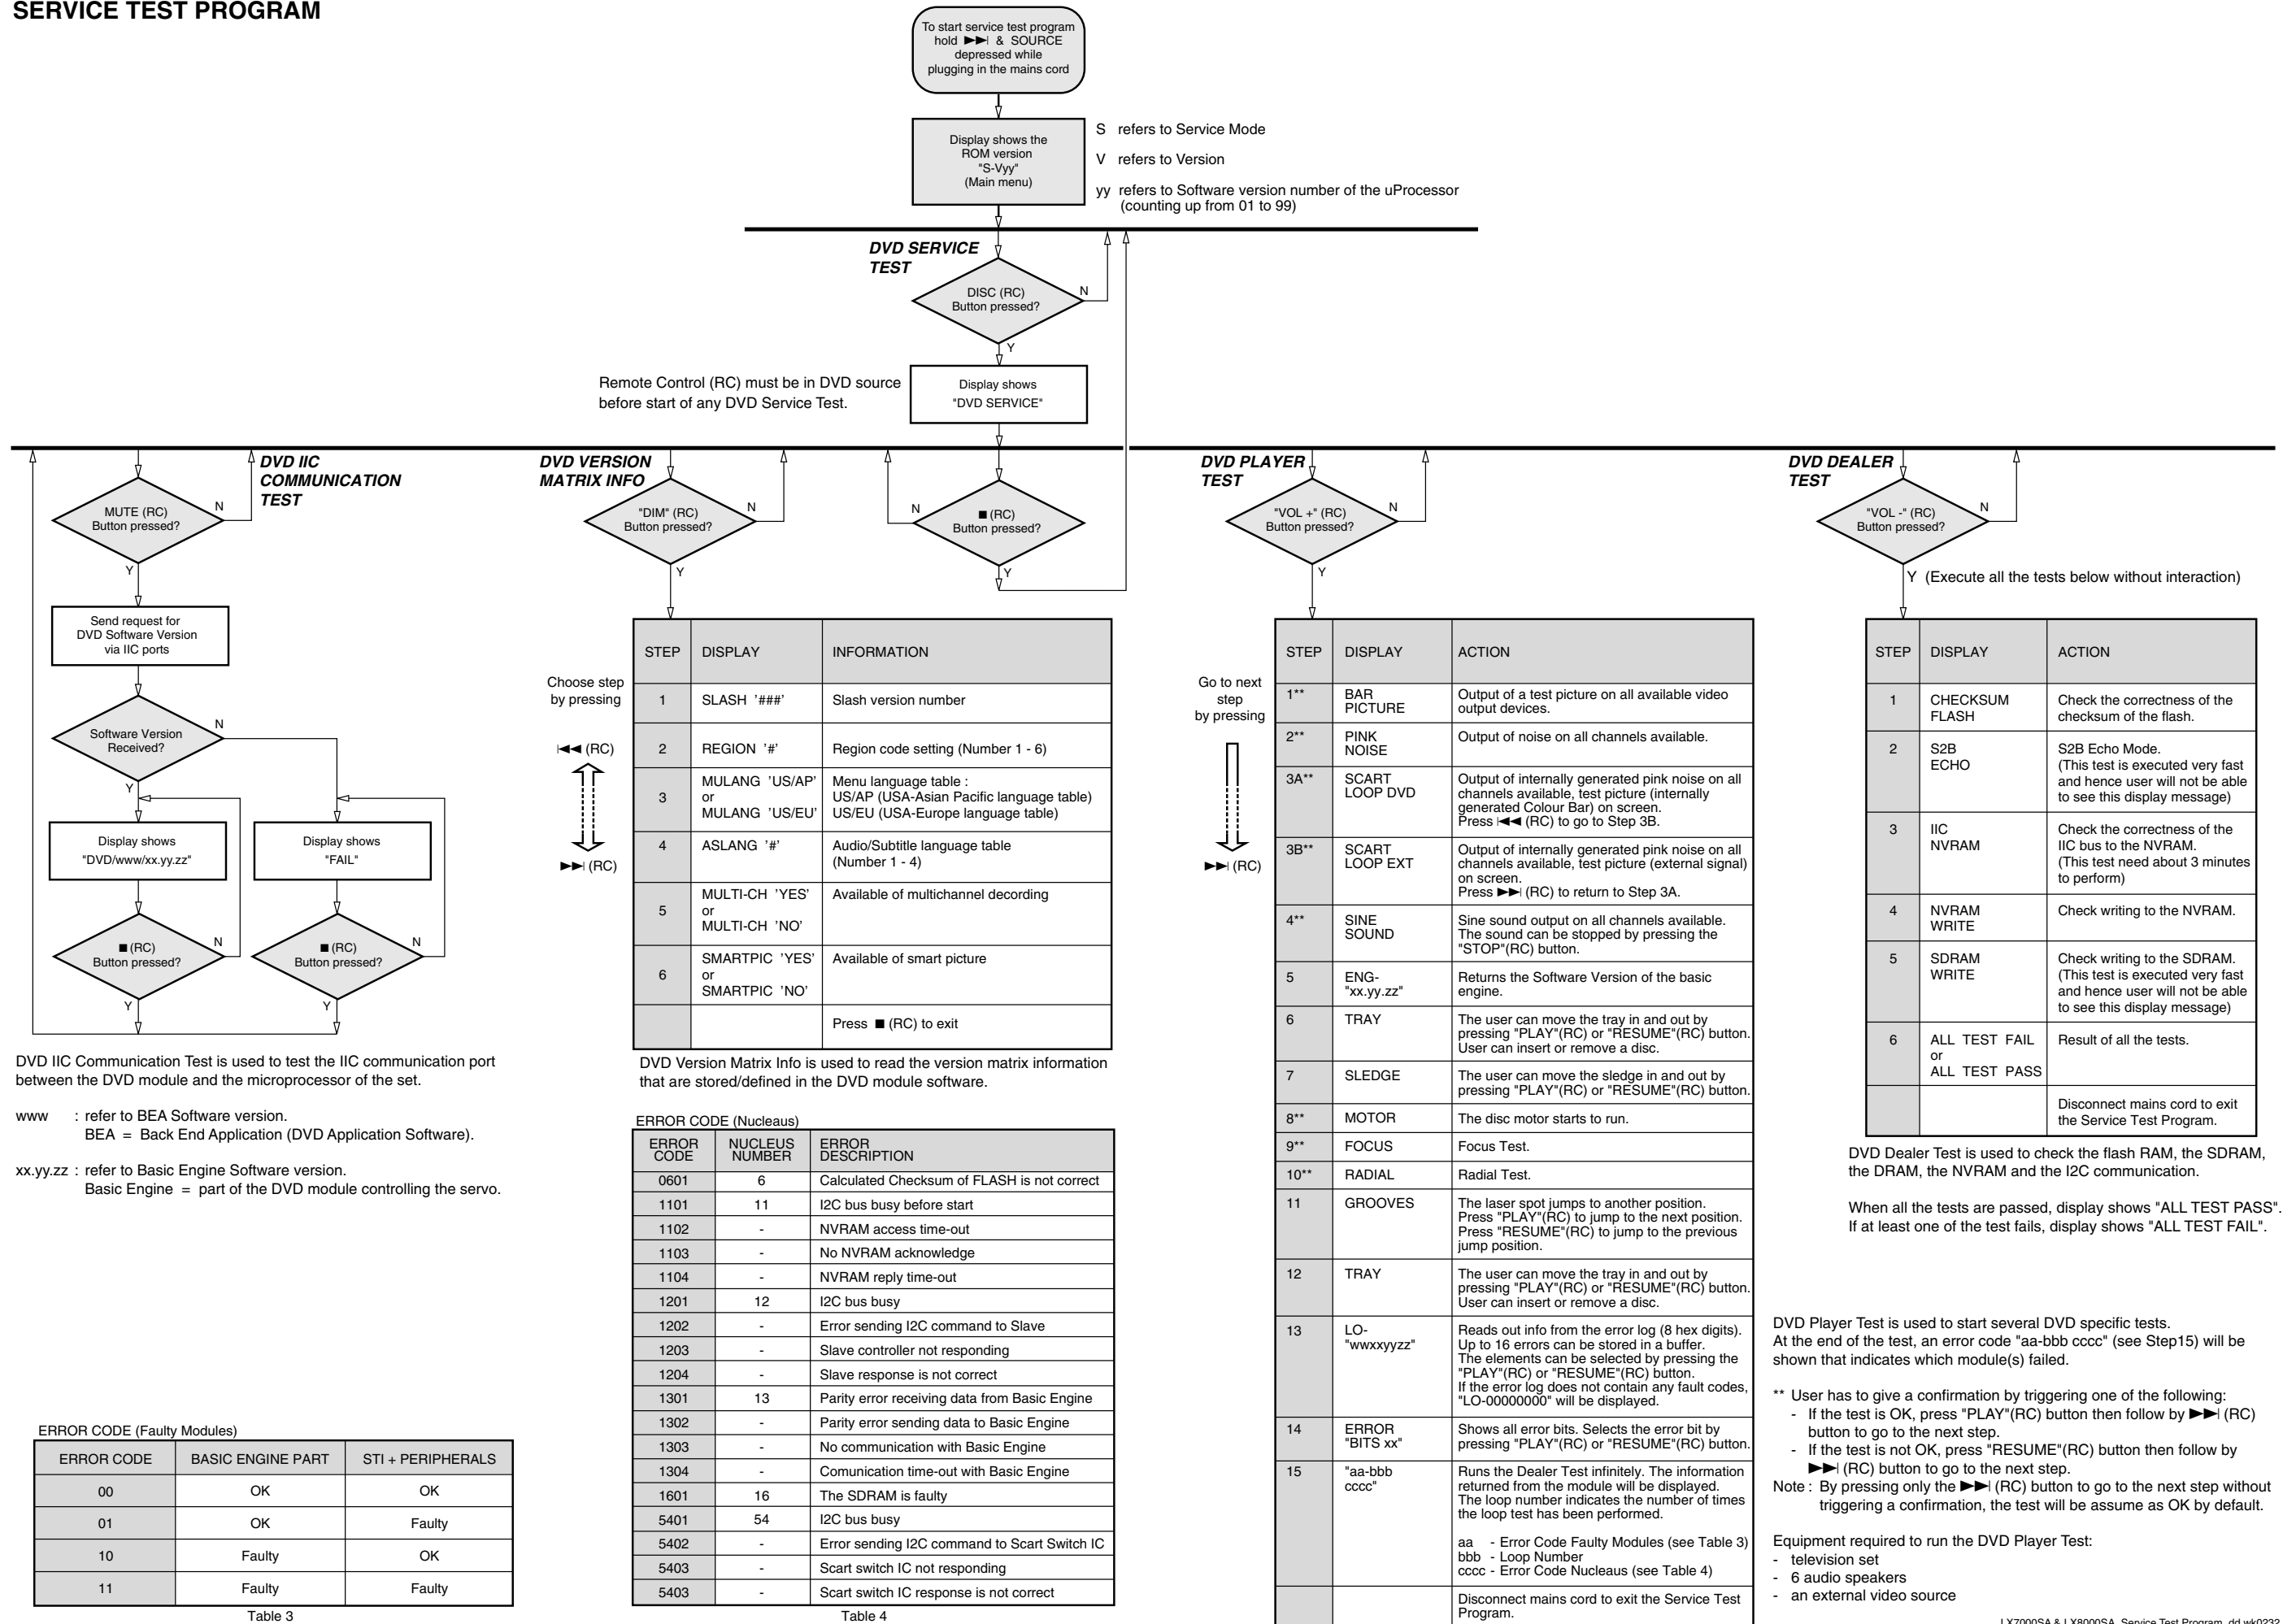 SERVICE TEST PROGRAM
To start service test program
hold ►►| & SOURCE
depressed while
plugging in the mains cord
Display shows the
ROM version
"S-Vyy"
(Main menu)
S refers to Service Mode
V refers to Version
yy refers to Software version number of the uProcessor
(counting up from 01 to 99)
DVD SERVICE
TEST
DISC (RC)
Button pressed?
N
Y
Remote Control (RC) must be in DVD source
before start of any DVD Service Test.
Display shows
"DVD SERVICE"
DVD IIC
COMMUNICATION
TEST
MUTE (RC)
Button pressed?
N
Y
Send request for
DVD Software Version
via IIC ports
Software Version
Received?
N
Y
Display shows
"DVD/www/xx.yy.zz"
Display shows
"FAIL"
■ (RC)
Button pressed?
N
Y
■ (RC)
Button pressed?
N
Y
DVD IIC Communication Test is used to test the IIC communication port
between the DVD module and the microprocessor of the set.
www : refer to BEA Software version.
BEA = Back End Application (DVD Application Software).
xx.yy.zz : refer to Basic Engine Software version.
Basic Engine = part of the DVD module controlling the servo.
ERROR CODE (Faulty Modules)
ERROR CODE BASIC ENGINE PART STI + PERIPHERALS
00 OK OK
01 OK Faulty
10 Faulty OK
11 Faulty Faulty
Table 3
DVD VERSION
MATRIX INFO
"DIM" (RC)
Button pressed?
N
Y
■ (RC)
Button pressed?
N
Y
Choose step
by pressing
|◄◄ (RC)
►►| (RC)
STEP DISPLAY INFORMATION
1 SLASH '###' Slash version number
2 REGION '#' Region code setting (Number 1 - 6)
3 MULANG 'US/AP' or MULANG 'US/EU' Menu language table :
US/AP (USA-Asian Pacific language table)
US/EU (USA-Europe language table)
4 ASLANG '#' Audio/Subtitle language table
(Number 1 - 4)
5 MULTI-CH 'YES' or MULTI-CH 'NO' Available of multichannel decording
6 SMARTPIC 'YES' or SMARTPIC 'NO' Available of smart picture
Press ■ (RC) to exit
DVD Version Matrix Info is used to read the version matrix information
that are stored/defined in the DVD module software.
ERROR CODE (Nucleaus)
ERROR CODE NUCLEUS NUMBER ERROR DESCRIPTION
0601 6 Calculated Checksum of FLASH is not correct
1101 11 I2C bus busy before start
1102 - NVRAM access time-out
1103 - No NVRAM acknowledge
1104 - NVRAM reply time-out
1201 12 I2C bus busy
1202 - Error sending I2C command to Slave
1203 - Slave controller not responding
1204 - Slave response is not correct
1301 13 Parity error receiving data from Basic Engine
1302 - Parity error sending data to Basic Engine
1303 - No communication with Basic Engine
1304 - Comunication time-out with Basic Engine
1601 16 The SDRAM is faulty
5401 54 I2C bus busy
5402 - Error sending I2C command to Scart Switch IC
5403 - Scart switch IC not responding
5403 - Scart switch IC response is not correct
Table 4
DVD PLAYER
TEST
"VOL +" (RC)
Button pressed?
N
Y
Go to next
step
by pressing
►►| (RC)
STEP DISPLAY ACTION
1** BAR PICTURE Output of a test picture on all available video
output devices.
2** PINK NOISE Output of noise on all channels available.
3A** SCART LOOP DVD Output of internally generated pink noise on all
channels available, test picture (internally
generated Colour Bar) on screen.
Press |◄◄ (RC) to go to Step 3B.
3B** SCART LOOP EXT Output of internally generated pink noise on all
channels available, test picture (external signal)
on screen.
Press ►►| (RC) to return to Step 3A.
4** SINE SOUND Sine sound output on all channels available.
The sound can be stopped by pressing the
"STOP"(RC) button.
5 ENG- "xx.yy.zz" Returns the Software Version of the basic
engine.
6 TRAY The user can move the tray in and out by
pressing "PLAY"(RC) or "RESUME"(RC) button.
User can insert or remove a disc.
7 SLEDGE The user can move the sledge in and out by
pressing "PLAY"(RC) or "RESUME"(RC) button.
8** MOTOR The disc motor starts to run.
9** FOCUS Focus Test.
10** RADIAL Radial Test.
11 GROOVES The laser spot jumps to another position.
Press "PLAY"(RC) to jump to the next position.
Press "RESUME"(RC) to jump to the previous
jump position.
12 TRAY The user can move the tray in and out by
pressing "PLAY"(RC) or "RESUME"(RC) button.
User can insert or remove a disc.
13 LO- "wwxxyyzz" Reads out info from the error log (8 hex digits).
Up to 16 errors can be stored in a buffer.
The elements can be selected by pressing the
"PLAY"(RC) or "RESUME"(RC) button.
If the error log does not contain any fault codes,
"LO-00000000" will be displayed.
14 ERROR "BITS xx" Shows all error bits. Selects the error bit by
pressing "PLAY"(RC) or "RESUME"(RC) button.
15 "aa-bbb cccc" Runs the Dealer Test infinitely. The information
returned from the module will be displayed.
The loop number indicates the number of times
the loop test has been performed.
aa - Error Code Faulty Modules (see Table 3)
bbb - Loop Number
cccc - Error Code Nucleaus (see Table 4)
Disconnect mains cord to exit the Service Test
Program.
DVD DEALER
TEST
"VOL -" (RC)
Button pressed?
N
Y (Execute all the tests below without interaction)
STEP DISPLAY ACTION
1 CHECKSUM FLASH Check the correctness of the
checksum of the flash.
2 S2B ECHO S2B Echo Mode.
(This test is executed very fast
and hence user will not be able
to see this display message)
3 IIC NVRAM Check the correctness of the
IIC bus to the NVRAM.
(This test need about 3 minutes
to perform)
4 NVRAM WRITE Check writing to the NVRAM.
5 SDRAM WRITE Check writing to the SDRAM.
(This test is executed very fast
and hence user will not be able
to see this display message)
6 ALL TEST FAIL or ALL TEST PASS Result of all the tests.
Disconnect mains cord to exit
the Service Test Program.
DVD Dealer Test is used to check the flash RAM, the SDRAM,
the DRAM, the NVRAM and the I2C communication.
When all the tests are passed, display shows "ALL TEST PASS".
If at least one of the test fails, display shows "ALL TEST FAIL".
DVD Player Test is used to start several DVD specific tests.
At the end of the test, an error code "aa-bbb cccc" (see Step15) will be
shown that indicates which module(s) failed.
** User has to give a confirmation by triggering one of the following:
- If the test is OK, press "PLAY"(RC) button then follow by ►►| (RC)
button to go to the next step.
- If the test is not OK, press "RESUME"(RC) button then follow by
►►| (RC) button to go to the next step.
Note : By pressing only the ►►| (RC) button to go to the next step without
triggering a confirmation, the test will be assume as OK by default.
Equipment required to run the DVD Player Test:
- television set
- 6 audio speakers
- an external video source
LX7000SA & LX8000SA, Service Test Program, dd wk0232